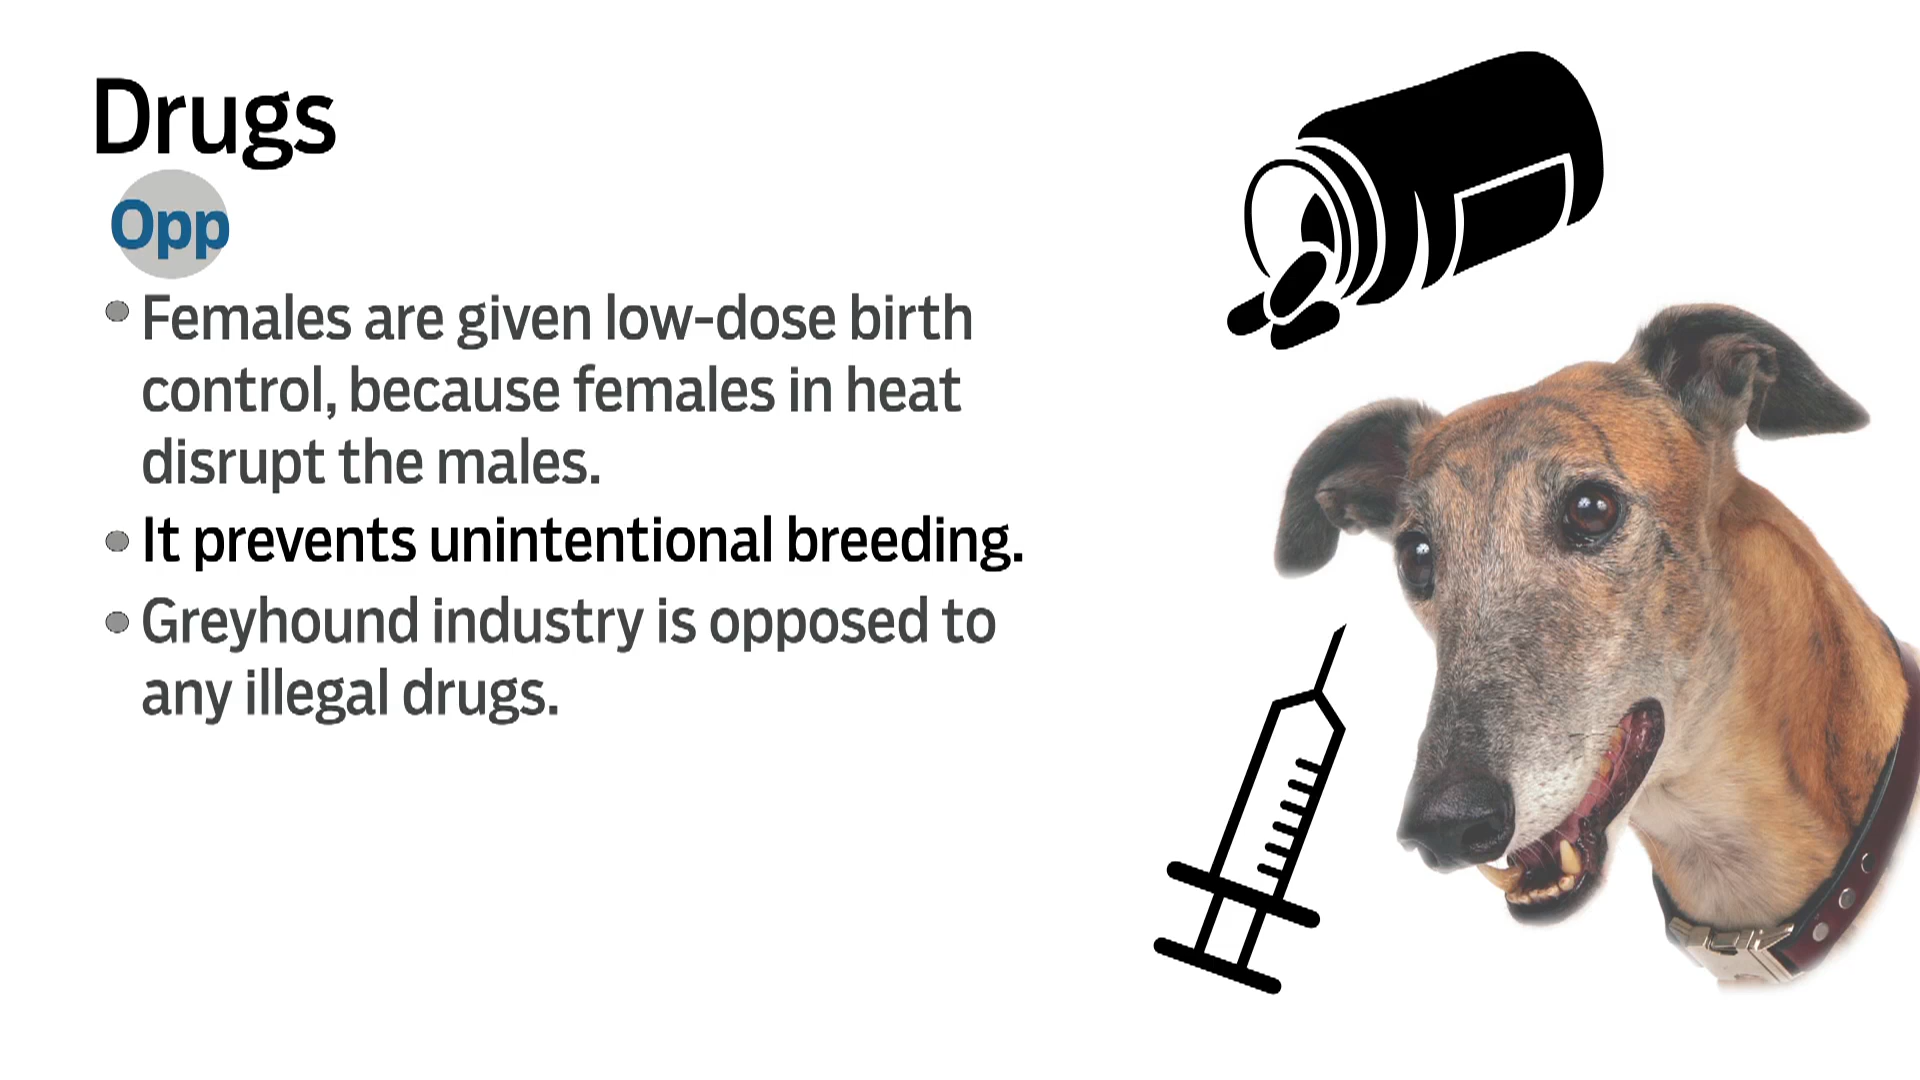 Drugs
Opp
Females are given low-dose birth
control, because females in heat
disrupt the males.
It prevents unintentional breeding.
Greyhound industry is opposed to
any illegal drugs.